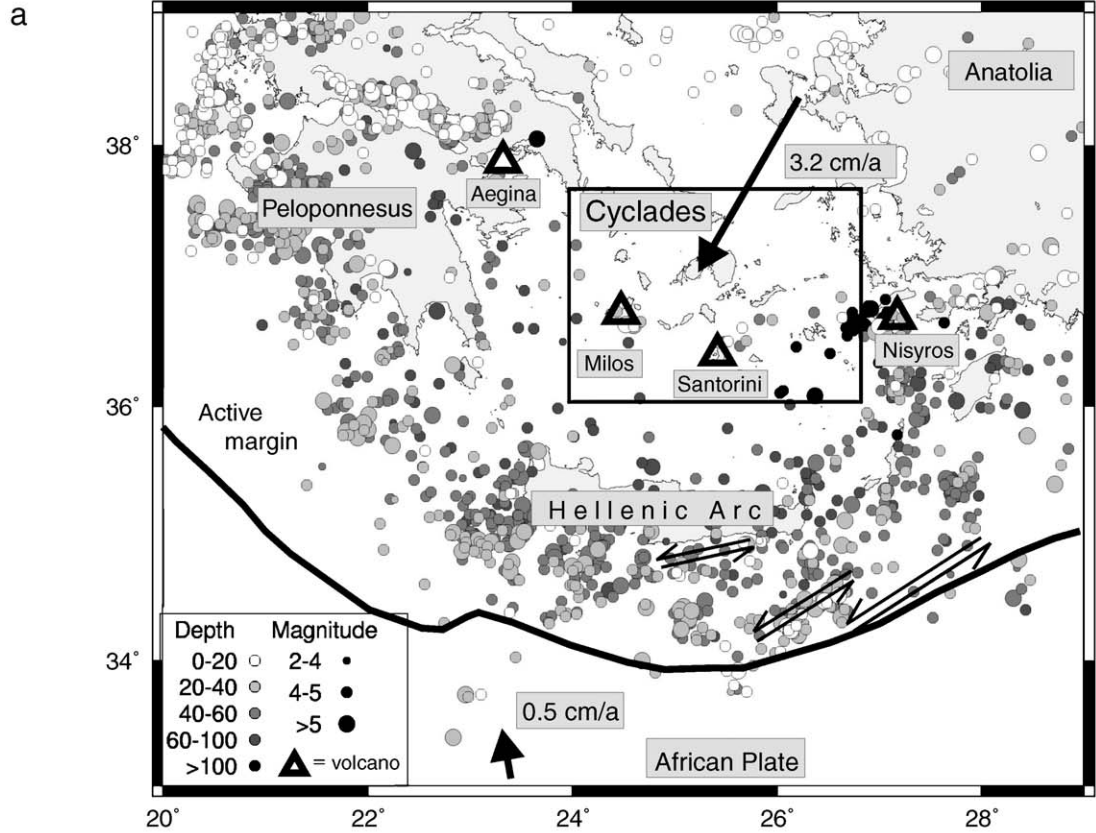 a
Anatolia
38°
3.2 cm/a
Aegina
Peloponnesus
Cyclades
Milos
Santorini
Nisyros
36°
Active
margin
Hellenic Arc
34°
Depth
0-20
20-40
40-60
60-100
>100
Magnitude
2-4
4-5
>5
= volcano
0.5 cm/a
African Plate
20°
22°
24°
26°
28°